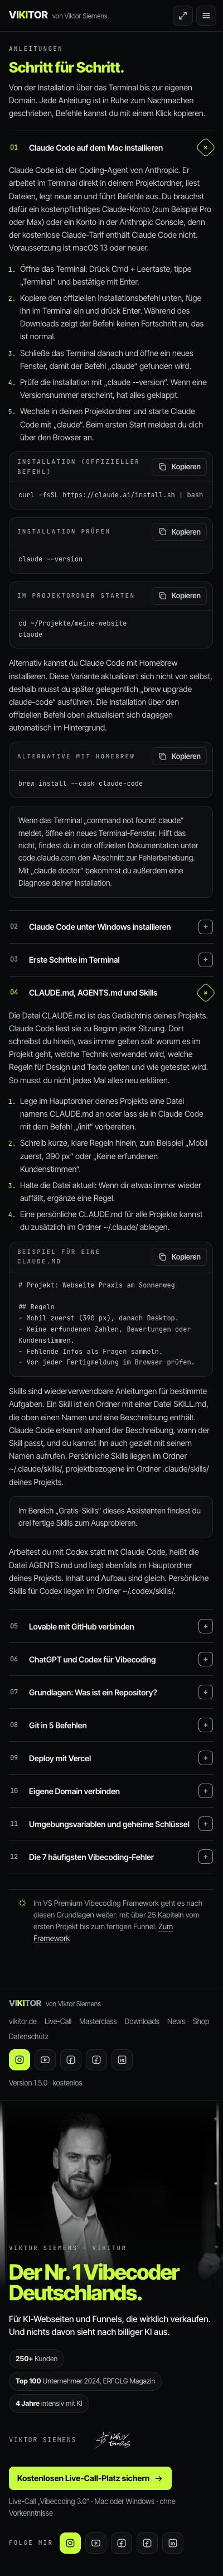 VIKITOR von Viktor Siemens
ANLEITUNGEN
Schritt für Schritt.
Von der Installation über das Terminal bis zur eigenen
Domain. Jede Anleitung ist in Ruhe zum Nachmachen
geschrieben, Befehle kannst du mit einem Klick kopieren.
01 Claude Code auf dem Mac installieren
Claude Code ist der Coding-Agent von Anthropic. Er
arbeitet im Terminal direkt in deinem Projektordner, liest
Dateien, legt neue an und führt Befehle aus. Du brauchst
dafür ein kostenpflichtiges Claude-Konto (zum Beispiel Pro
oder Max) oder ein Konto in der Anthropic Console, denn
der kostenlose Claude-Tarif enthält Claude Code nicht.
Voraussetzung ist macOS 13 oder neuer.
1. Öffne das Terminal: Drück Cmd + Leertaste, tippe
„Terminal“ und bestätige mit Enter.
2. Kopiere den offiziellen Installationsbefehl unten, füge
ihn im Terminal ein und drück Enter. Während des
Downloads zeigt der Befehl keinen Fortschritt an, das
ist normal.
3. Schließe das Terminal danach und öffne ein neues
Fenster, damit der Befehl „claude“ gefunden wird.
4. Prüfe die Installation mit „claude --version“. Wenn eine
Versionsnummer erscheint, hat alles geklappt.
5. Wechsle in deinen Projektordner und starte Claude
Code mit „claude“. Beim ersten Start meldest du dich
über den Browser an.
INSTALLATION (OFFIZIELLER
BEFEHL)
Kopieren
curl -fsSL https://claude.ai/install.sh | bash
INSTALLATION PRÜFEN
Kopieren
claude --version
IM PROJEKTORDNER STARTEN
Kopieren
cd ~/Projekte/meine-website
claude
Alternativ kannst du Claude Code mit Homebrew
installieren. Diese Variante aktualisiert sich nicht von selbst,
deshalb musst du später gelegentlich „brew upgrade
claude-code“ ausführen. Die Installation über den
offiziellen Befehl oben aktualisiert sich dagegen
automatisch im Hintergrund.
ALTERNATIVE MIT HOMEBREW
Kopieren
brew install --cask claude-code
Wenn das Terminal „command not found: claude“
meldet, öffne ein neues Terminal-Fenster. Hilft das
nicht, findest du in der offiziellen Dokumentation unter
code.claude.com den Abschnitt zur Fehlerbehebung.
Mit „claude doctor“ bekommst du außerdem eine
Diagnose deiner Installation.
02 Claude Code unter Windows installieren
03 Erste Schritte im Terminal
04 CLAUDE.md, AGENTS.md und Skills
Die Datei CLAUDE.md ist das Gedächtnis deines Projekts.
Claude Code liest sie zu Beginn jeder Sitzung. Dort
schreibst du hinein, was immer gelten soll: worum es im
Projekt geht, welche Technik verwendet wird, welche
Regeln für Design und Texte gelten und wie getestet wird.
So musst du nicht jedes Mal alles neu erklären.
1. Lege im Hauptordner deines Projekts eine Datei
namens CLAUDE.md an oder lass sie in Claude Code
mit dem Befehl „/init“ vorbereiten.
2. Schreib kurze, klare Regeln hinein, zum Beispiel „Mobil
zuerst, 390 px“ oder „Keine erfundenen
Kundenstimmen“.
3. Halte die Datei aktuell: Wenn dir etwas immer wieder
auffällt, ergänze eine Regel.
4. Eine persönliche CLAUDE.md für alle Projekte kannst
du zusätzlich im Ordner ~/.claude/ ablegen.
BEISPIEL FÜR EINE
CLAUDE.MD
Kopieren
# Projekt: Webseite Praxis am Sonnenweg
## Regeln
- Mobil zuerst (390 px), danach Desktop.
- Keine erfundenen Zahlen, Bewertungen oder
Kundenstimmen.
- Fehlende Infos als Fragen sammeln.
- Vor jeder Fertigmeldung im Browser prüfen.
Skills sind wiederverwendbare Anleitungen für bestimmte
Aufgaben. Ein Skill ist ein Ordner mit einer Datei SKILL.md,
die oben einen Namen und eine Beschreibung enthält.
Claude Code erkennt anhand der Beschreibung, wann der
Skill passt, und du kannst ihn auch gezielt mit seinem
Namen aufrufen. Persönliche Skills liegen im Ordner
~/.claude/skills/, projektbezogene im Ordner .claude/skills/
deines Projekts.
Im Bereich „Gratis-Skills“ dieses Assistenten findest du
drei fertige Skills zum Ausprobieren.
Arbeitest du mit Codex statt mit Claude Code, heißt die
Datei AGENTS.md und liegt ebenfalls im Hauptordner
deines Projekts. Inhalt und Aufbau sind gleich. Persönliche
Skills für Codex liegen im Ordner ~/.codex/skills/.
05 Lovable mit GitHub verbinden
06 ChatGPT und Codex für Vibecoding
07 Grundlagen: Was ist ein Repository?
08 Git in 5 Befehlen
09 Deploy mit Vercel
10 Eigene Domain verbinden
11 Umgebungsvariablen und geheime Schlüssel
12 Die 7 häufigsten Vibecoding-Fehler
Im VS Premium Vibecoding Framework geht es nach
diesen Grundlagen weiter: mit über 25 Kapiteln vom
ersten Projekt bis zum fertigen Funnel. Zum
Framework
VIKITOR von Viktor Siemens
vikitor.de Live-Call Masterclass Downloads News Shop
Datenschutz
Version 1.5.0 · kostenlos
VIKTOR SIEMENS VIKITOR
Der Nr. 1 Vibecoder
Deutschlands.
Für KI-Webseiten und Funnels, die wirklich verkaufen.
Und nichts davon sieht nach billiger KI aus.
250+ Kunden
Top 100 Unternehmer 2024, ERFOLG Magazin
4 Jahre intensiv mit KI
VIKTOR SIEMENS
Kostenlosen Live-Call-Platz sichern →
Live-Call „Vibecoding 3.0“ · Mac oder Windows · ohne
Vorkenntnisse
FOLGE MIR